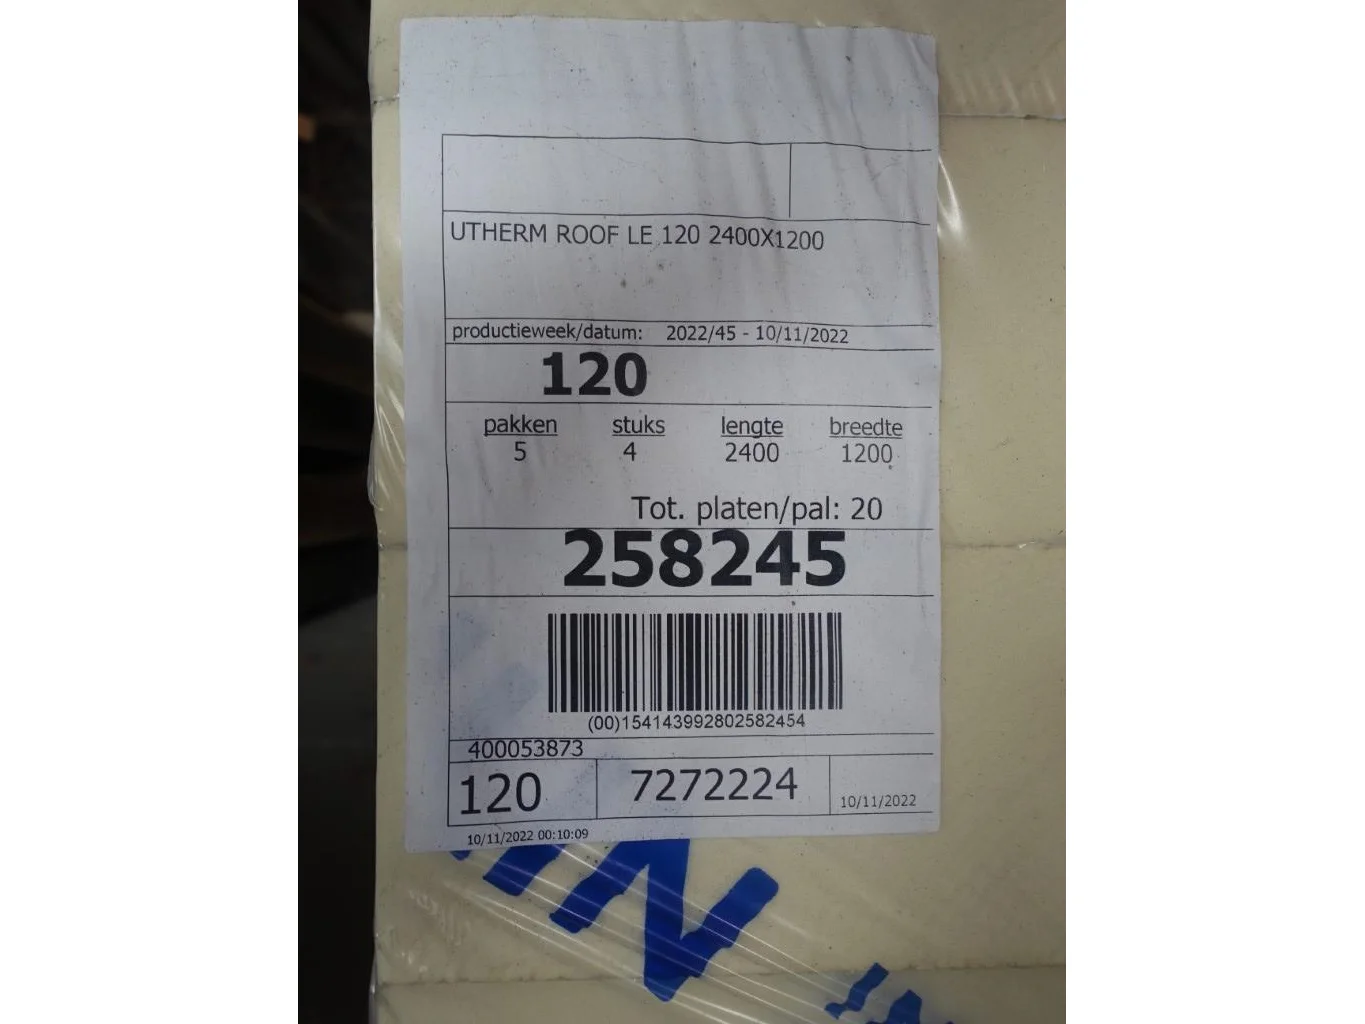 UTHERM ROOF LE 120 2400X1200
productieweek/datum: 2022/45 - 10/11/2022
120
pakken stuks lengte breedte
5 4 2400 1200
Tot. platen/pal: 20
258245
(00)154143992802582454
400053873
120 7272224 10/11/2022
10/11/2022 00:10:09